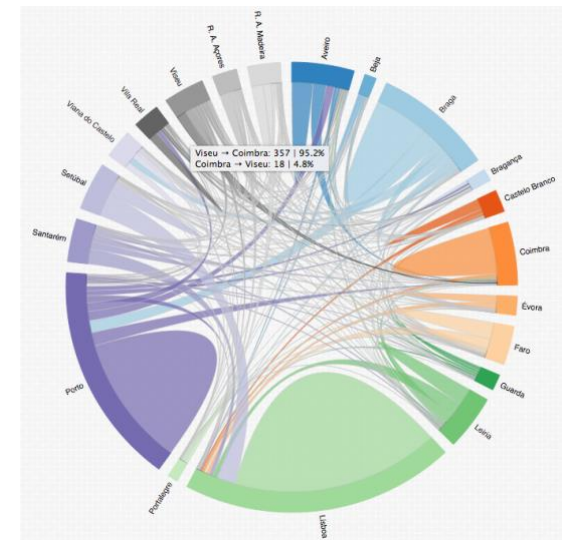 R. A. Madeira
Aveiro
Beja
Braga
Bragança
Castelo Branco
Coimbra
Évora
Faro
Guarda
Leiria
Lisboa
Portalegre
Porto
Santarém
Setúbal
Viana do Castelo
Vila Real
Viseu
R. A. Açores
Viseu → Coimbra: 357 | 95.2%
Coimbra → Viseu: 18 | 4.8%